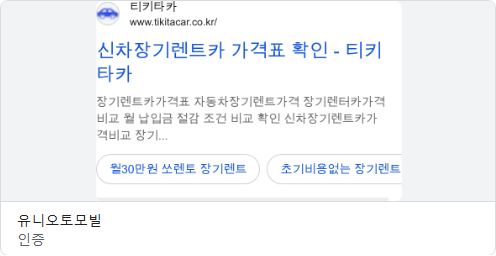 티키타카
www.tikitacar.co.kr/
신차장기렌트카 가격표 확인 - 티키
타카
장기렌트카가격표 자동차장기렌트가격 장기렌터카가격
비교 월 납입금 절감 조건 비교 확인 신차장기렌트카가
격비교 장기...
월30만원 쏘렌토 장기렌트
초기비용없는 장기렌트
유니오토모빌
인증